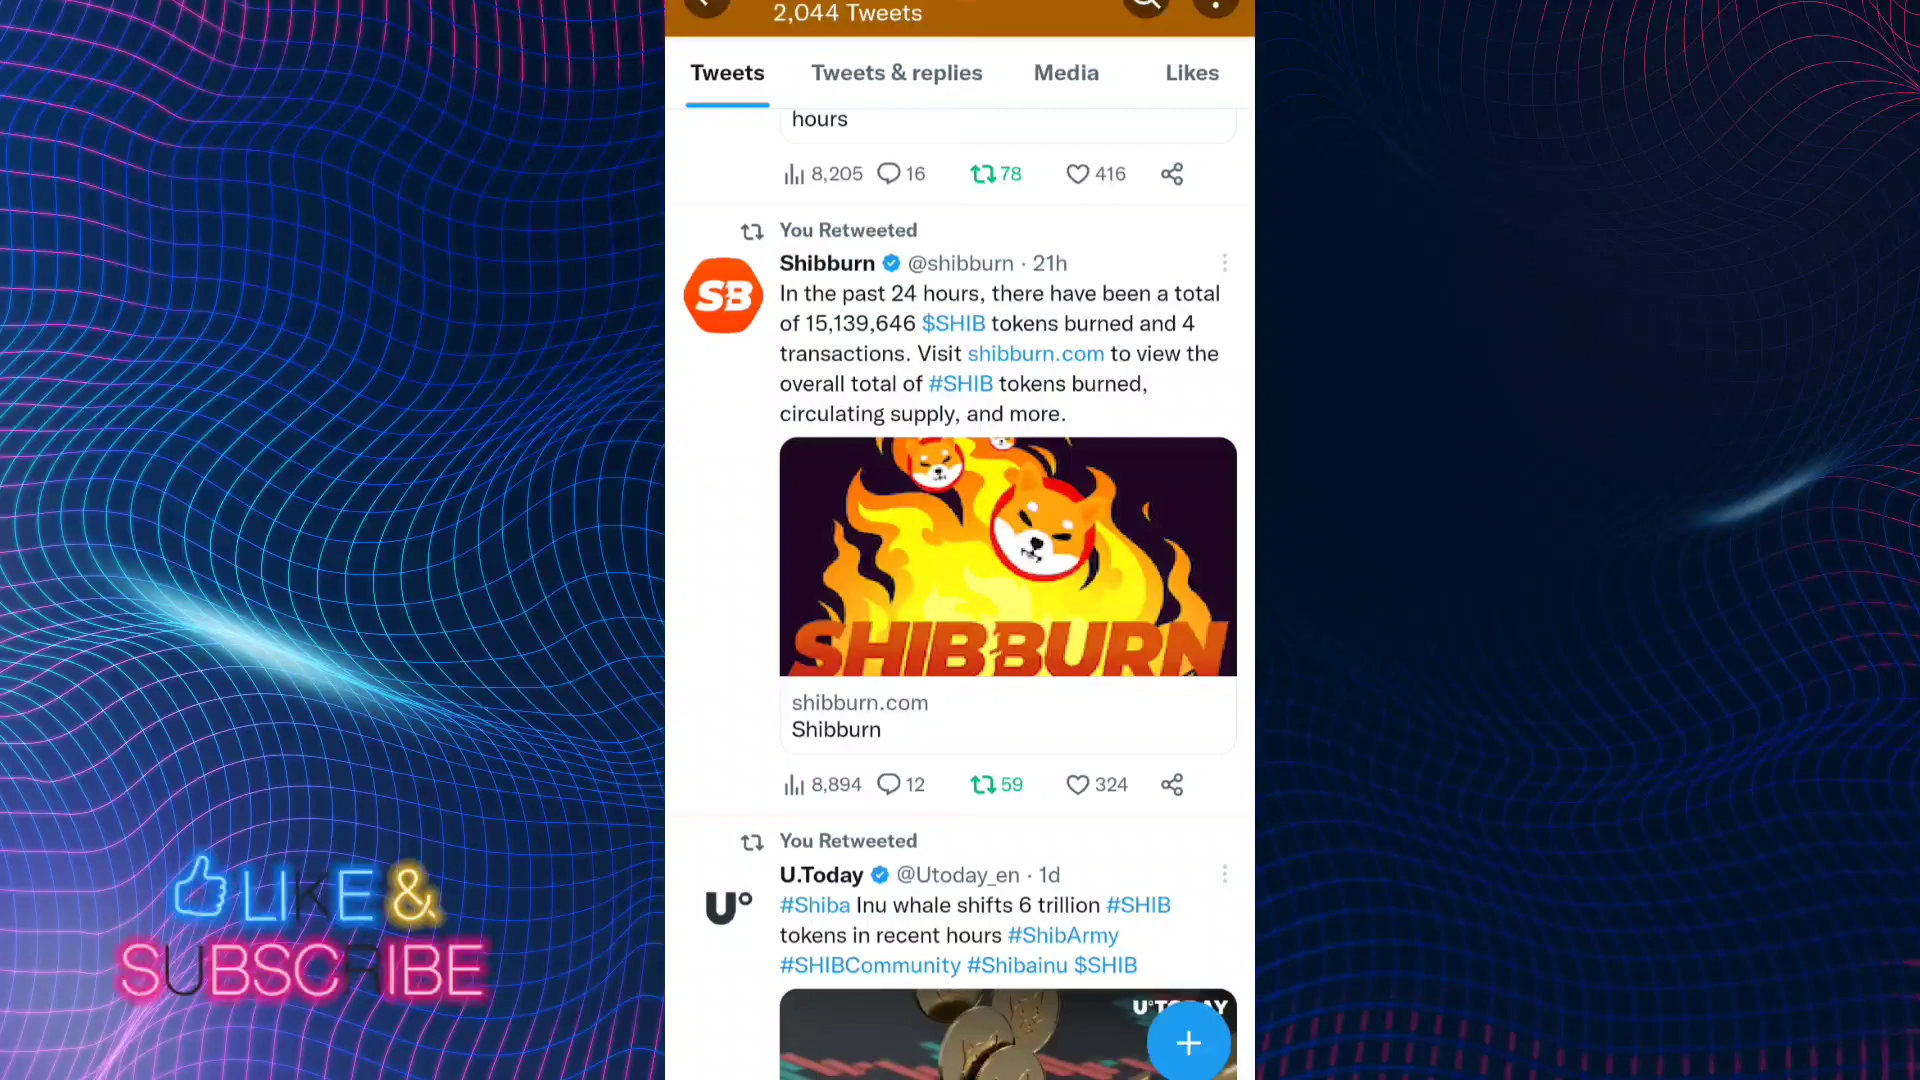 2,044 Tweets
Tweets Tweets & replies Media Likes
hours
8,205 16 78 416
You Retweeted
Shibburn @shibburn · 21h
SB
In the past 24 hours, there have been a total
of 15,139,646 $SHIB tokens burned and 4
transactions. Visit shibburn.com to view the
overall total of #SHIB tokens burned,
circulating supply, and more.
SHIBBURN
shibburn.com
Shibburn
8,894 12 59 324
You Retweeted
U.Today @Utoday_en · 1d
U°
#Shiba Inu whale shifts 6 trillion #SHIB
tokens in recent hours #ShibArmy
#SHIBCommunity #Shibainu $SHIB
LIKE &
SUBSCRIBE